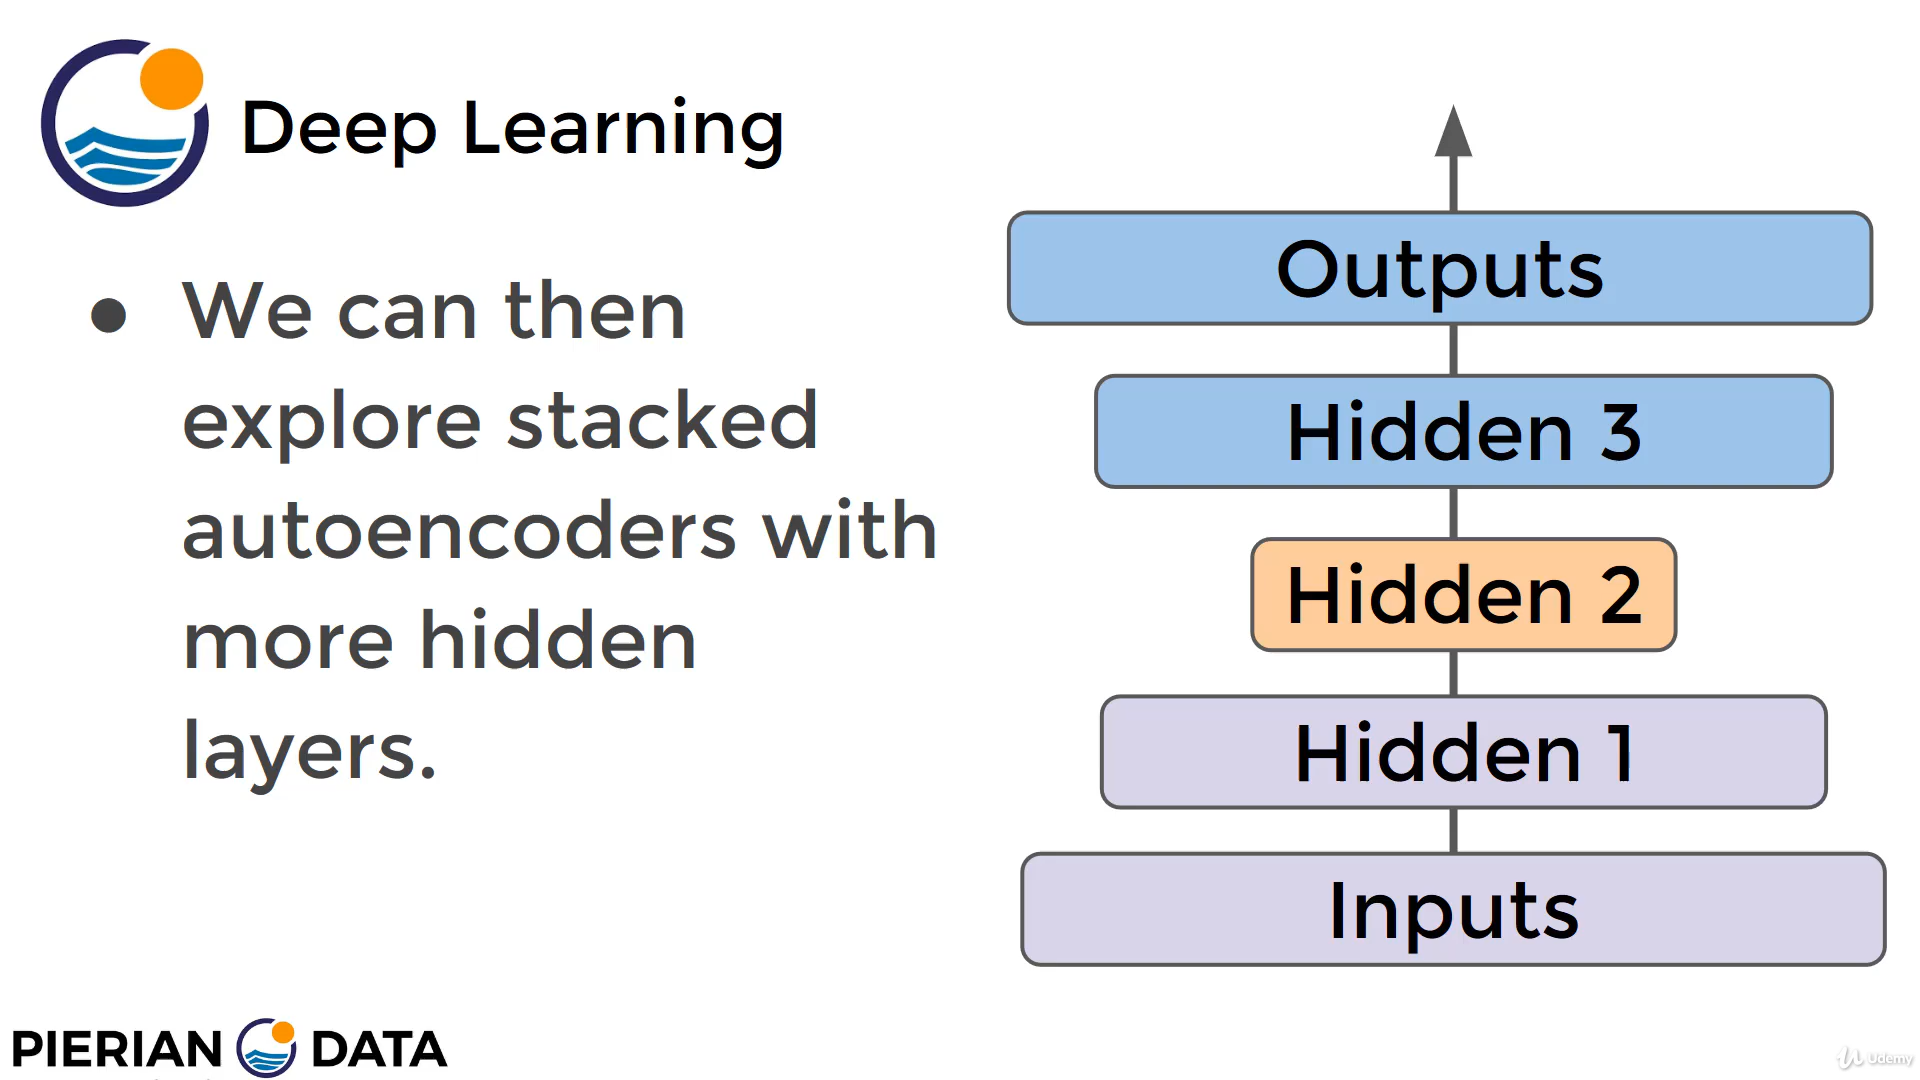 Deep Learning
● We can then
explore stacked
autoencoders with
more hidden
layers.
Outputs
Hidden 3
Hidden 2
Hidden 1
Inputs
PIERIAN DATA
Udemy